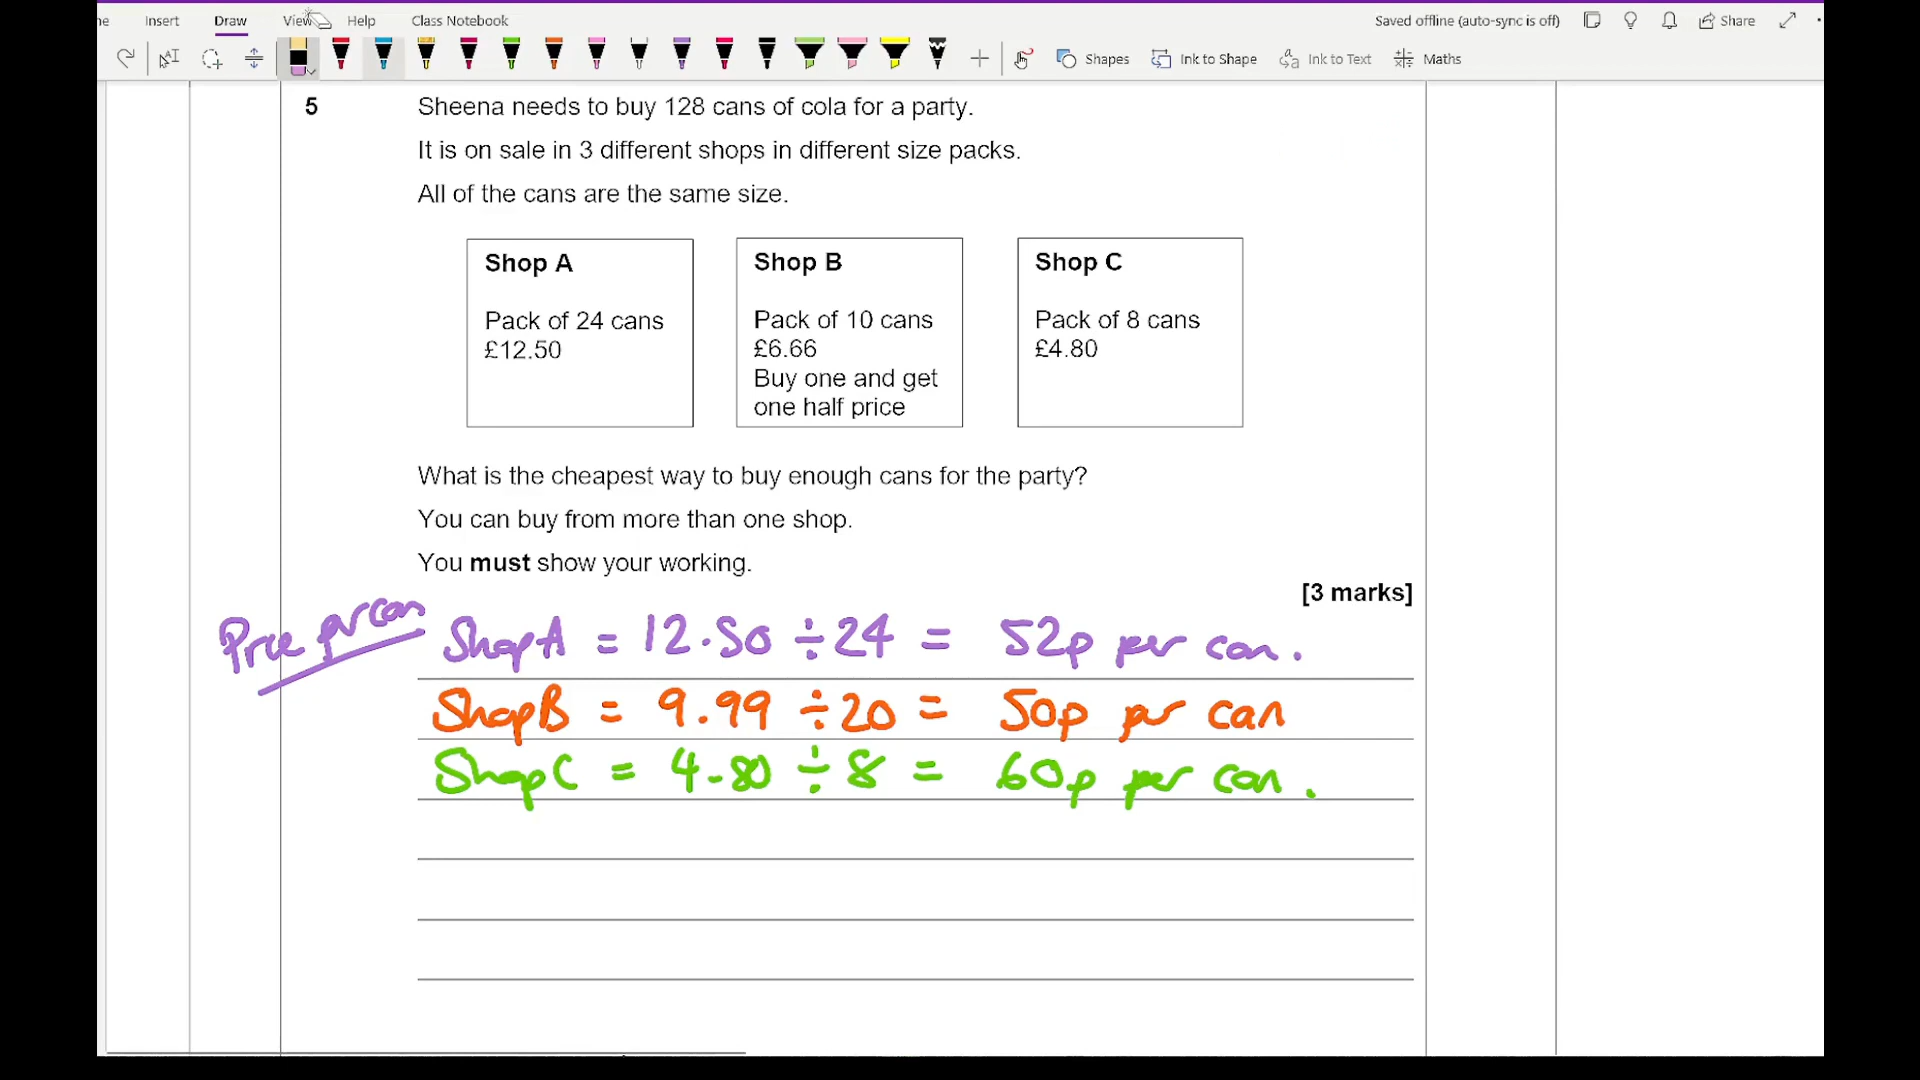 Insert Draw View Help Class Notebook Saved offline (auto-sync is off) Share
Shapes Ink to Shape Ink to Text Maths
5 Sheena needs to buy 128 cans of cola for a party.
It is on sale in 3 different shops in different size packs.
All of the cans are the same size.
Shop A
Pack of 24 cans
£12.50
Shop B
Pack of 10 cans
£6.66
Buy one and get
one half price
Shop C
Pack of 8 cans
£4.80
What is the cheapest way to buy enough cans for the party?
You can buy from more than one shop.
You must show your working.
[3 marks]
Price per can
Shop A = 12.50 ÷ 24 = 52p per can.
Shop B = 9.99 ÷ 20 = 50p per can
Shop C = 4.80 ÷ 8 = 60p per can.